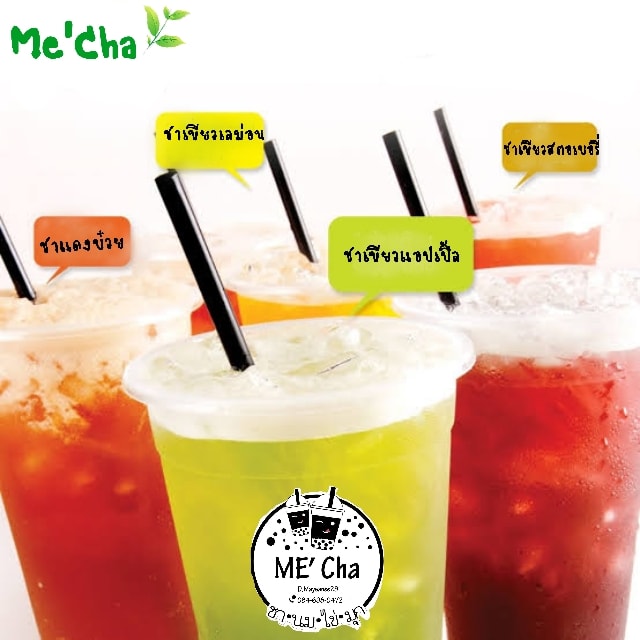 Me'Cha
ชาเขียวเลม่อน
ชาเขียวสตอเบอรี่
ชาแดงบ๊วย
ชาเขียวแอปเปิ้ล
ME' Cha
ชา•นม•ไข่•มุก